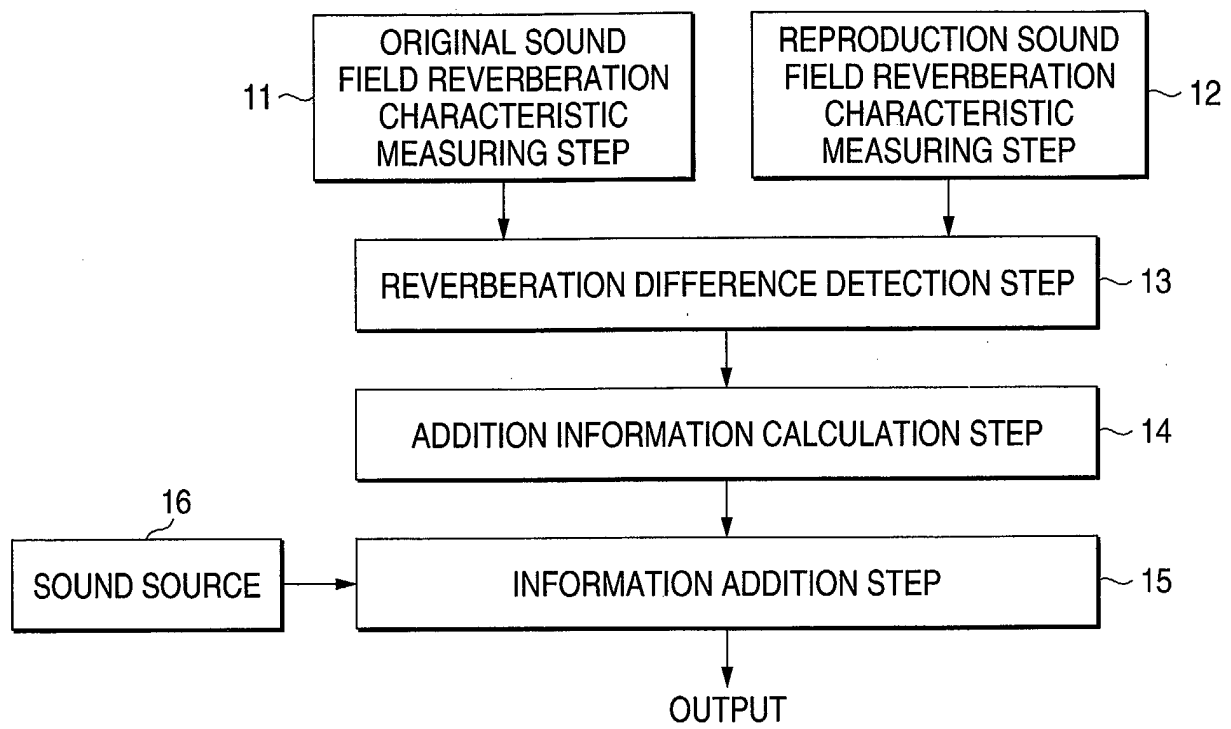 ORIGINAL SOUND
FIELD REVERBERATION
CHARACTERISTIC
MEASURING STEP
11
REPRODUCTION SOUND
FIELD REVERBERATION
CHARACTERISTIC
MEASURING STEP
12
REVERBERATION DIFFERENCE DETECTION STEP
13
ADDITION INFORMATION CALCULATION STEP
14
16
SOUND SOURCE
INFORMATION ADDITION STEP
15
OUTPUT